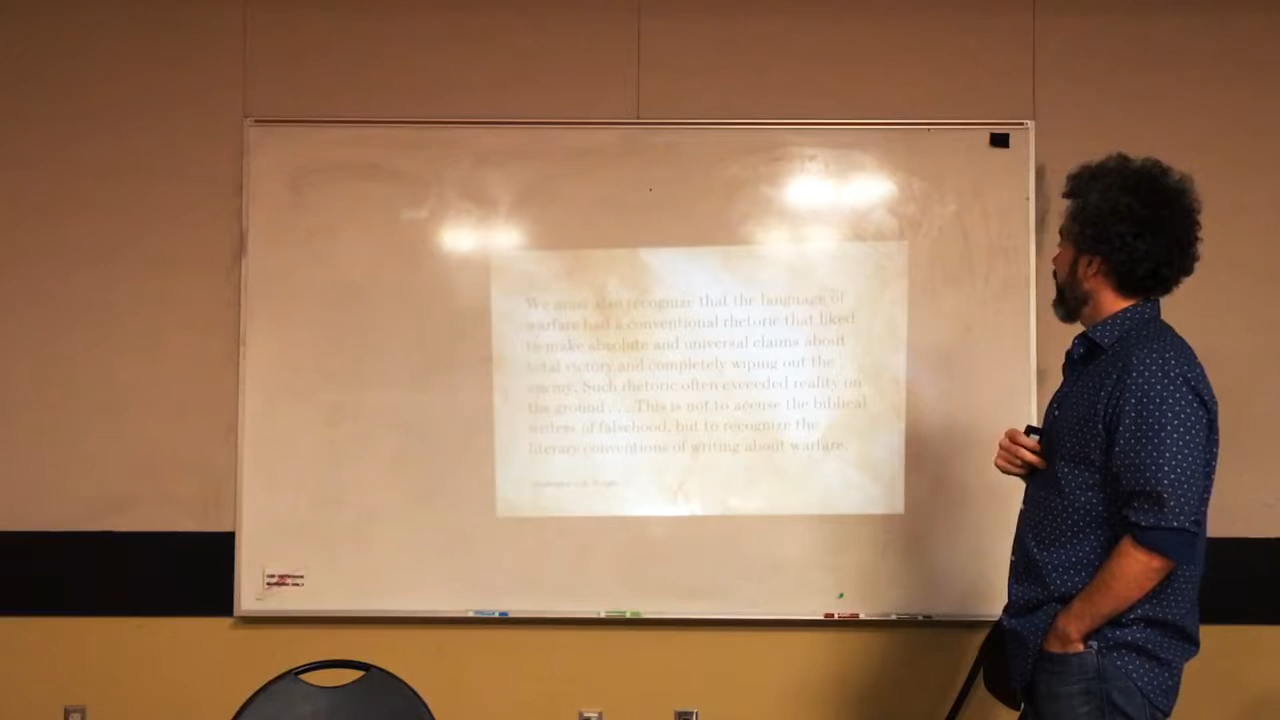 We must also recognize that the language of
warfare had a conventional rhetoric that liked
to make absolute and universal claims about
total victory and completely wiping out the
enemy. Such rhetoric often exceeded reality on
the ground . . . This is not to accuse the biblical
writers of falsehood, but to recognize the
literary conventions of writing about warfare.